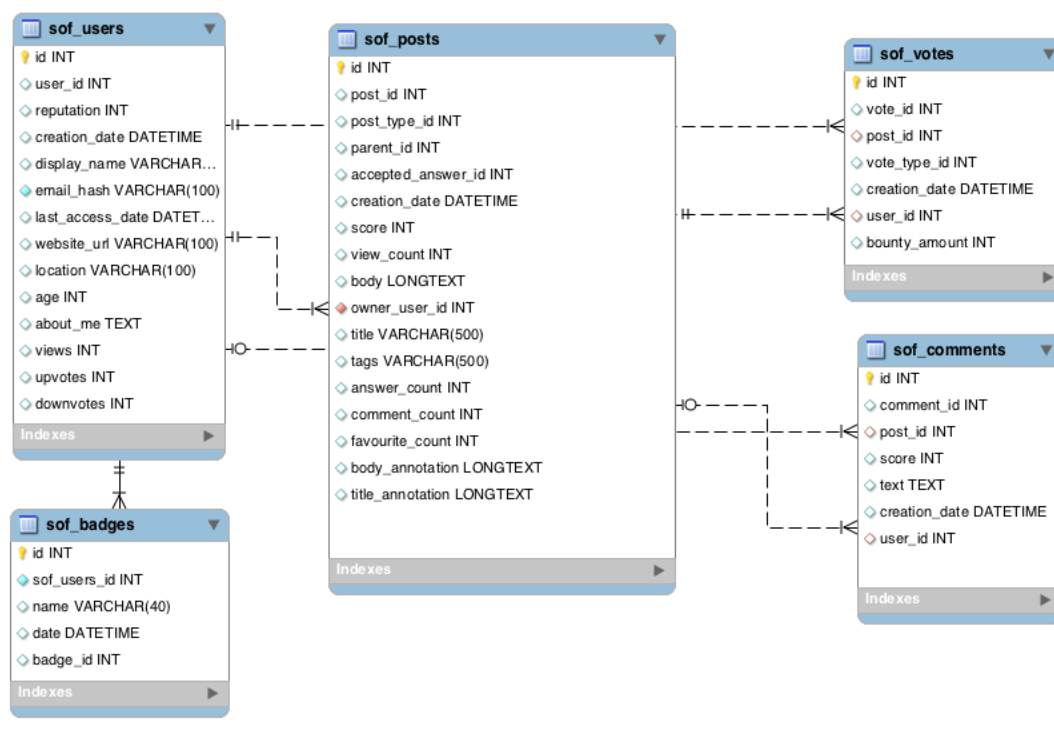 sof_users
id INT
user_id INT
reputation INT
creation_date DATETIME
display_name VARCHAR...
email_hash VARCHAR(100)
last_access_date DATET...
website_url VARCHAR(100)
location VARCHAR(100)
age INT
about_me TEXT
views INT
upvotes INT
downvotes INT
Indexes
sof_badges
id INT
sof_users_id INT
name VARCHAR(40)
date DATETIME
badge_id INT
Indexes
sof_posts
id INT
post_id INT
post_type_id INT
parent_id INT
accepted_answer_id INT
creation_date DATETIME
score INT
view_count INT
body LONGTEXT
owner_user_id INT
title VARCHAR(500)
tags VARCHAR(500)
answer_count INT
comment_count INT
favourite_count INT
body_annotation LONGTEXT
title_annotation LONGTEXT
Indexes
sof_votes
id INT
vote_id INT
post_id INT
vote_type_id INT
creation_date DATETIME
user_id INT
bounty_amount INT
Indexes
sof_comments
id INT
comment_id INT
post_id INT
score INT
text TEXT
creation_date DATETIME
user_id INT
Indexes